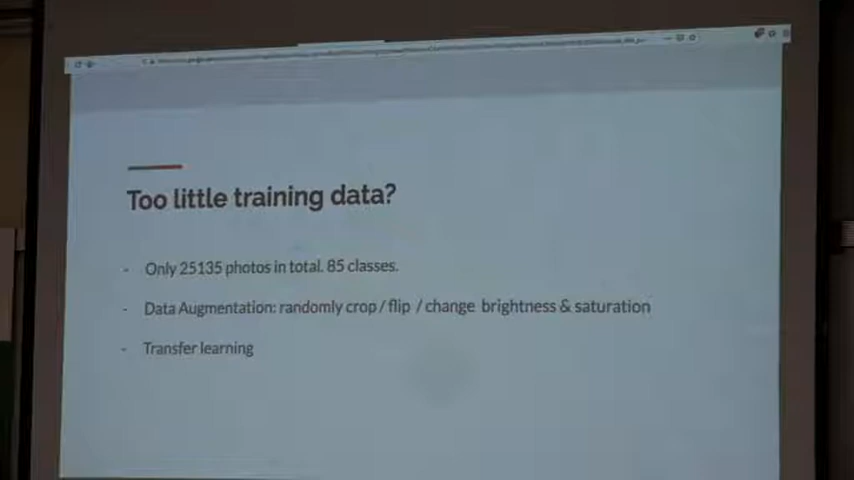 Too little training data?
- Only 25135 photos in total. 85 classes.
- Data Augmentation: randomly crop / flip / change brightness & saturation
- Transfer learning